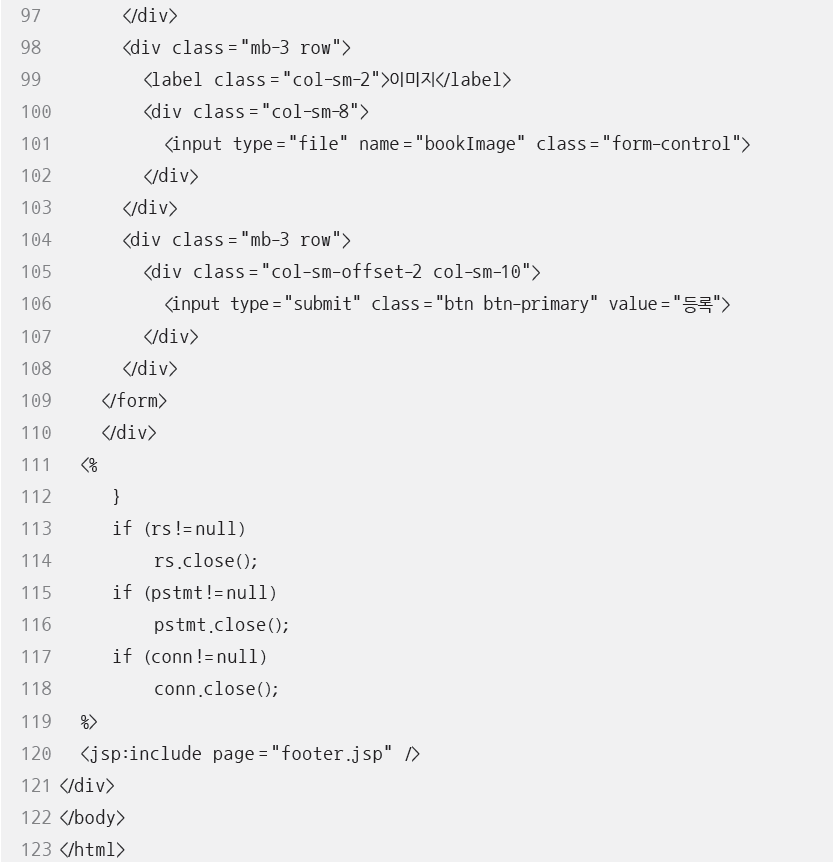 97       </div>
98       <div class="mb-3 row">
99         <label class="col-sm-2">이미지</label>
100         <div class="col-sm-8">
101           <input type="file" name="bookImage" class="form-control">
102         </div>
103       </div>
104       <div class="mb-3 row">
105         <div class="col-sm-offset-2 col-sm-10">
106           <input type="submit" class="btn btn-primary" value="등록">
107         </div>
108       </div>
109     </form>
110     </div>
111   <%
112      }
113      if (rs!=null)
114          rs.close();
115      if (pstmt!=null)
116          pstmt.close();
117      if (conn!=null)
118          conn.close();
119   %>
120   <jsp:include page="footer.jsp" />
121 </div>
122 </body>
123 </html>